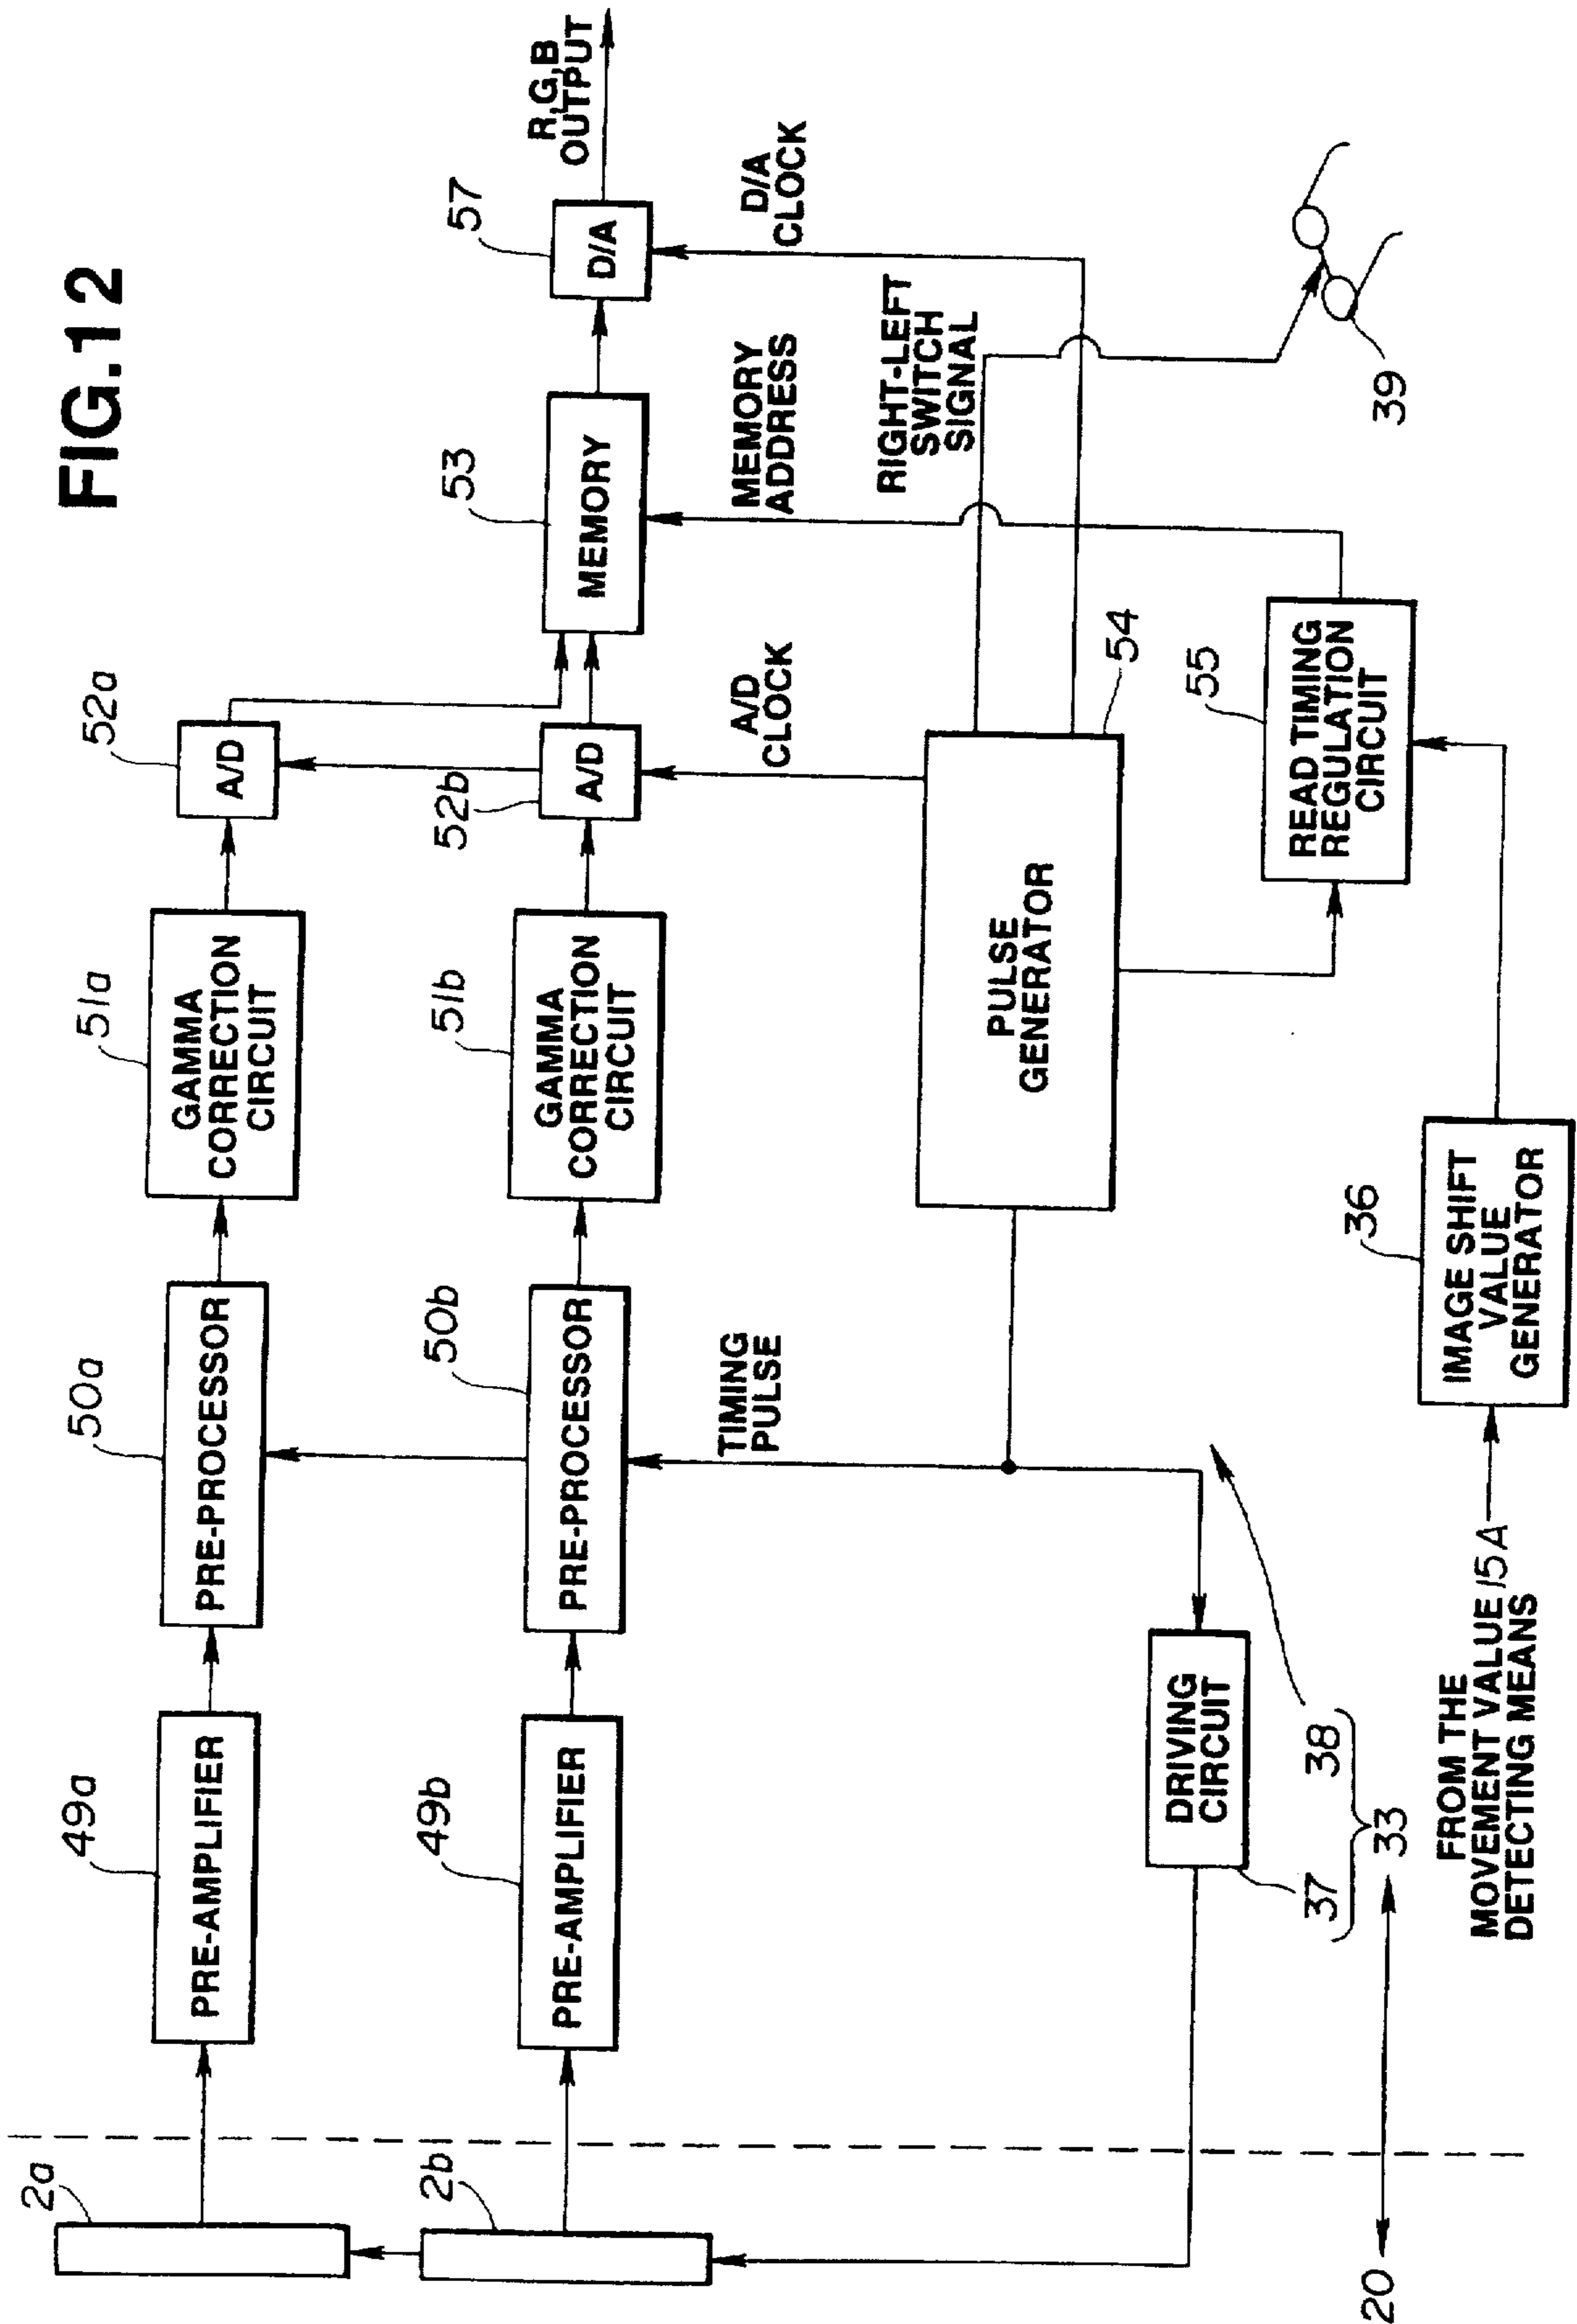 FIG.12
2a
49a
PRE-AMPLIFIER
50a
PRE-PROCESSOR
51a
GAMMA
CORRECTION
CIRCUIT
52a
A/D
2b
49b
PRE-AMPLIFIER
50b
PRE-PROCESSOR
51b
GAMMA
CORRECTION
CIRCUIT
52b
A/D
53
MEMORY
57
D/A
R,G,B
OUTPUT
TIMING
PULSE
A/D
CLOCK
MEMORY
ADDRESS
D/A
CLOCK
RIGHT-LEFT
SWITCH
SIGNAL
PULSE
GENERATOR
54
DRIVING
CIRCUIT
37
38
33
20
55
READ TIMING
REGULATION
CIRCUIT
39
36
IMAGE SHIFT
VALUE
GENERATOR
FROM THE
MOVEMENT VALUE 15A
DETECTING MEANS